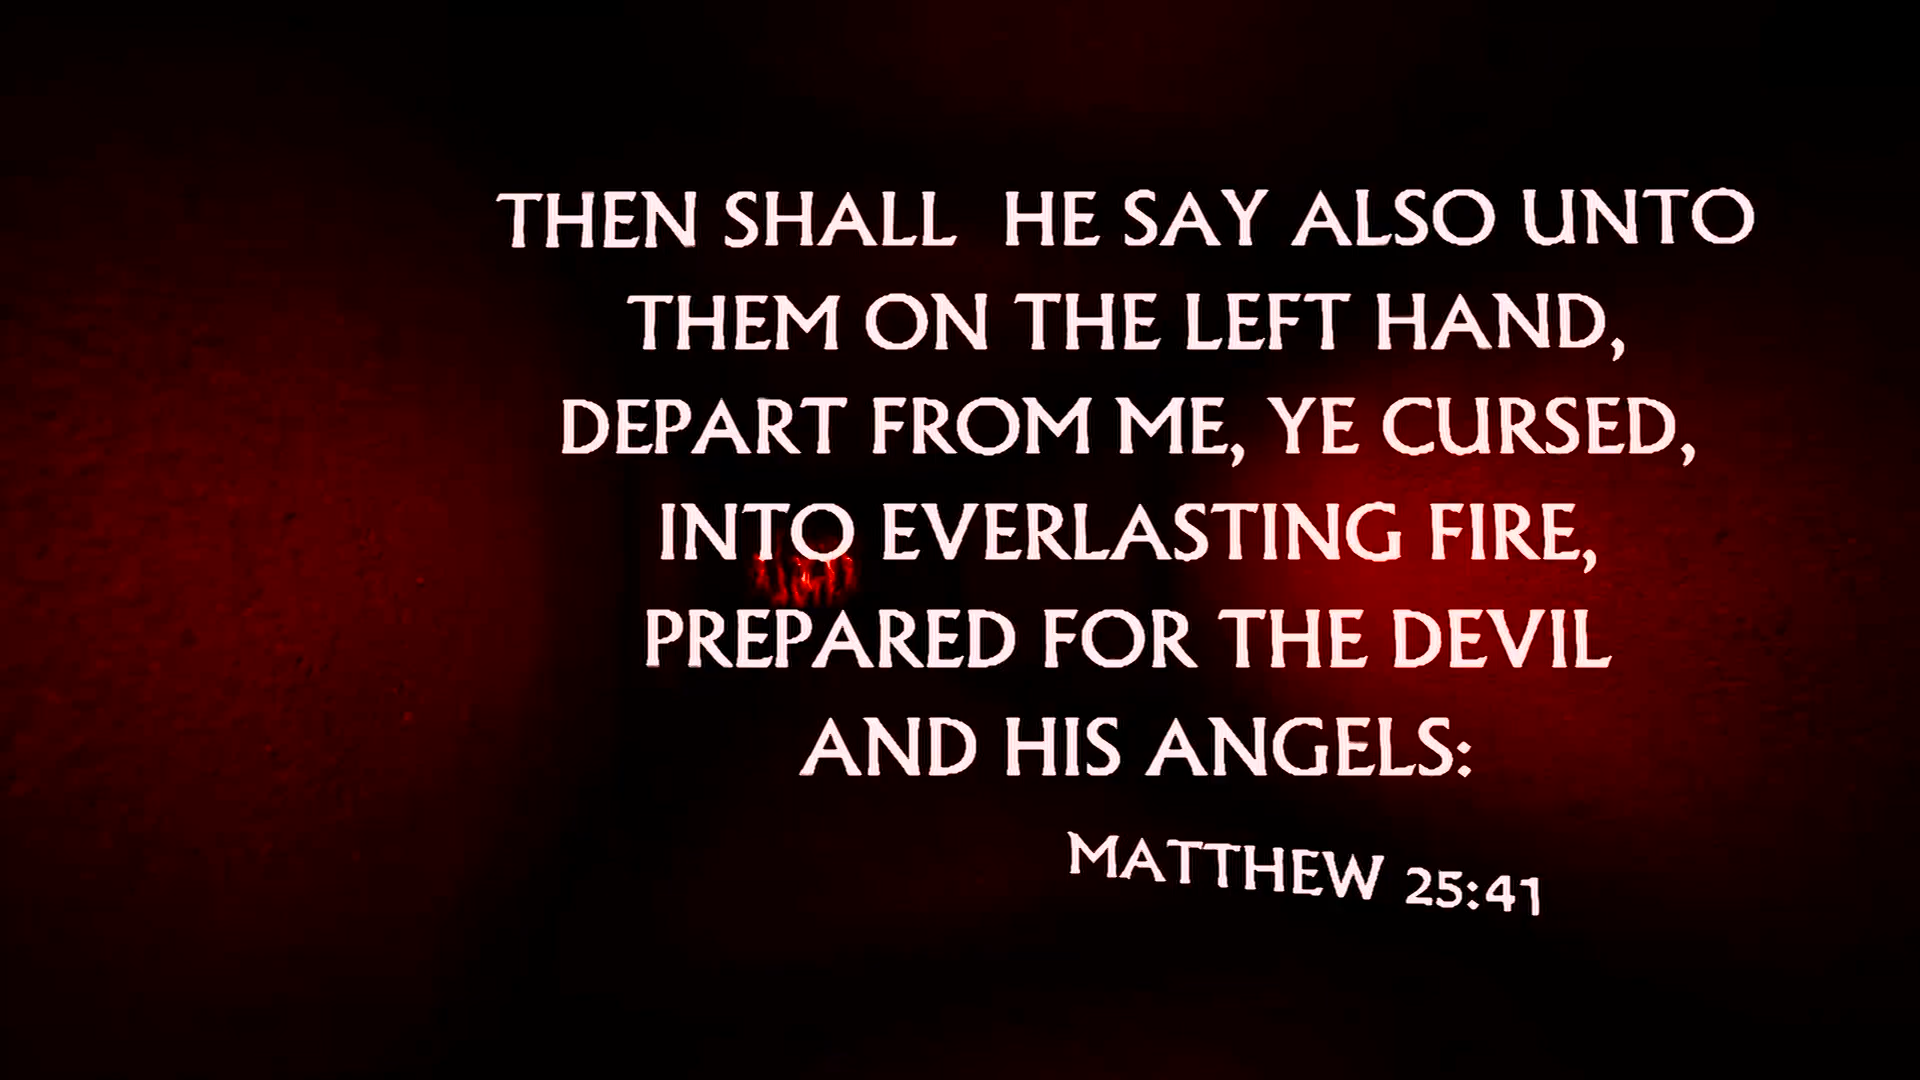 THEN SHALL HE SAY ALSO UNTO
THEM ON THE LEFT HAND,
DEPART FROM ME, YE CURSED,
INTO EVERLASTING FIRE,
PREPARED FOR THE DEVIL
AND HIS ANGELS:
MATTHEW 25:41